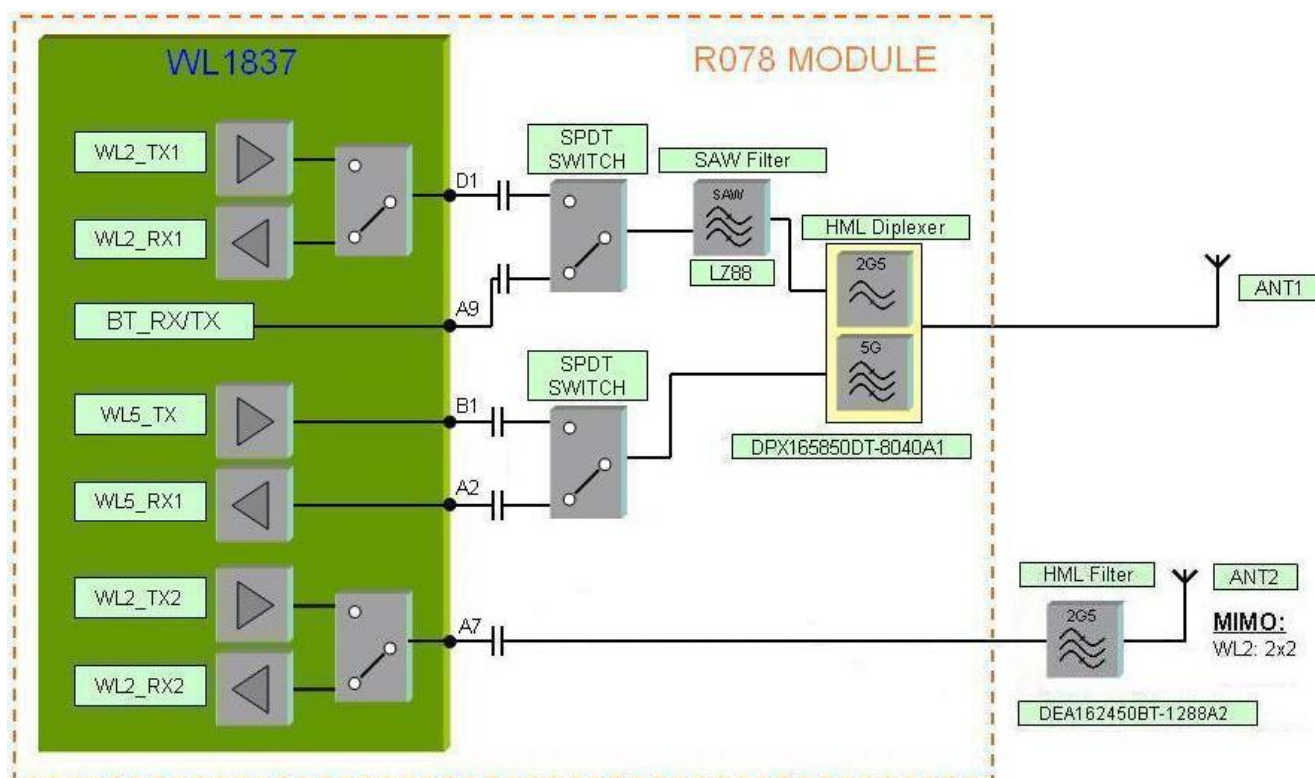 WL1837
R078 MODULE
WL2_TX1
WL2_RX1
BT_RX/TX
WL5_TX
WL5_RX1
WL2_TX2
WL2_RX2
D1
A9
B1
A2
A7
SPDT
SWITCH
SAW Filter
SAW
LZ88
HML Diplexer
2G5
5G
DPX165850DT-8040A1
SPDT
SWITCH
ANT1
HML Filter
2G5
DEA162450BT-1288A2
ANT2
MIMO:
WL2: 2x2